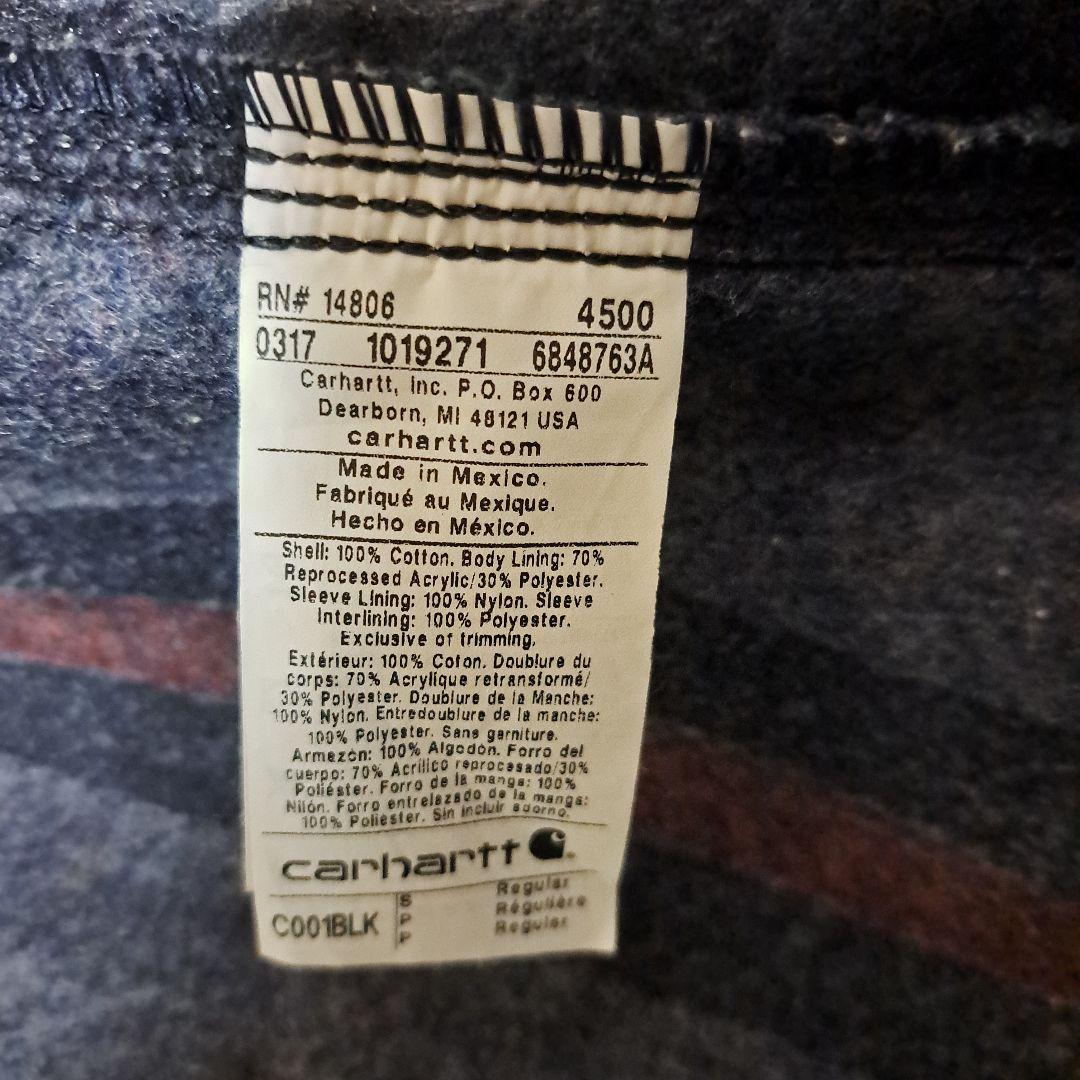 RN# 14806 4500
0317 1019271 6848763A
Carhartt, Inc. P.O. Box 600
Dearborn, MI 48121 USA
carhartt.com
Made in Mexico.
Fabriqué au Mexique.
Hecho en México.
Shell: 100% Cotton. Body Lining: 70%
Reprocessed Acrylic/30% Polyester.
Sleeve Lining: 100% Nylon. Sleeve
Interlining: 100% Polyester.
Exclusive of trimming.
Extérieur: 100% Coton. Doublure du
corps: 70% Acrylique retransformé/
30% Polyester. Doublure de la Manche:
100% Nylon. Entredoublure de la manche:
100% Polyester. Sans garniture.
Armezón: 100% Algodón. Forro del
cuerpo: 70% Acrílico reprocesado/30%
Poliéster. Forro de la manga: 100%
Nilón. Forro entrelazado de la manga:
100% Poliéster. Sin incluir adorno.
carhartt
S Regular
C001BLK P Régulière
P Regular